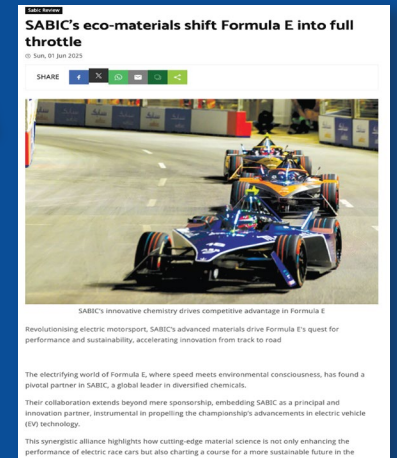 Sabic Review
SABIC's eco-materials shift Formula E into full
throttle
Sun, 01 Jun 2025
SHARE
SABIC's innovative chemistry drives competitive advantage in Formula E
Revolutionising electric motorsport, SABIC's advanced materials drive Formula E's quest for
performance and sustainability, accelerating innovation from track to road
The electrifying world of Formula E, where speed meets environmental consciousness, has found a
pivotal partner in SABIC, a global leader in diversified chemicals.
Their collaboration extends beyond mere sponsorship, embedding SABIC as a principal and
innovation partner, instrumental in propelling the championship's advancements in electric vehicle
(EV) technology.
This synergistic alliance highlights how cutting-edge material science is not only enhancing the
performance of electric race cars but also charting a course for a more sustainable future in the